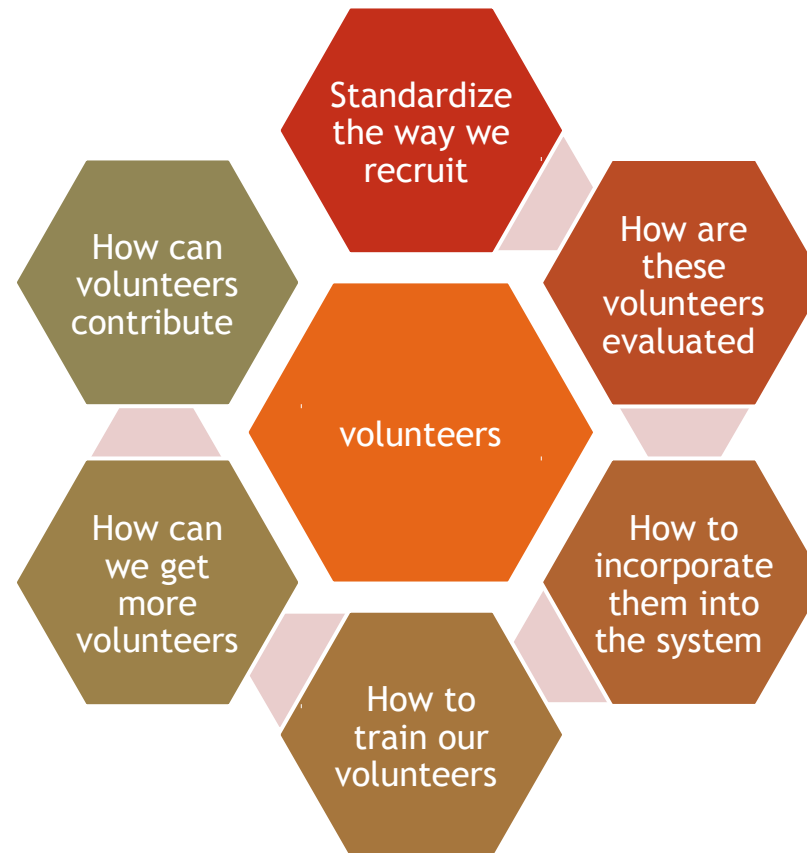 Standardize
the way we
recruit
How are
these
volunteers
evaluated
How to
incorporate
them into
the system
How to
train our
volunteers
How can
we get
more
volunteers
How can
volunteers
contribute
volunteers